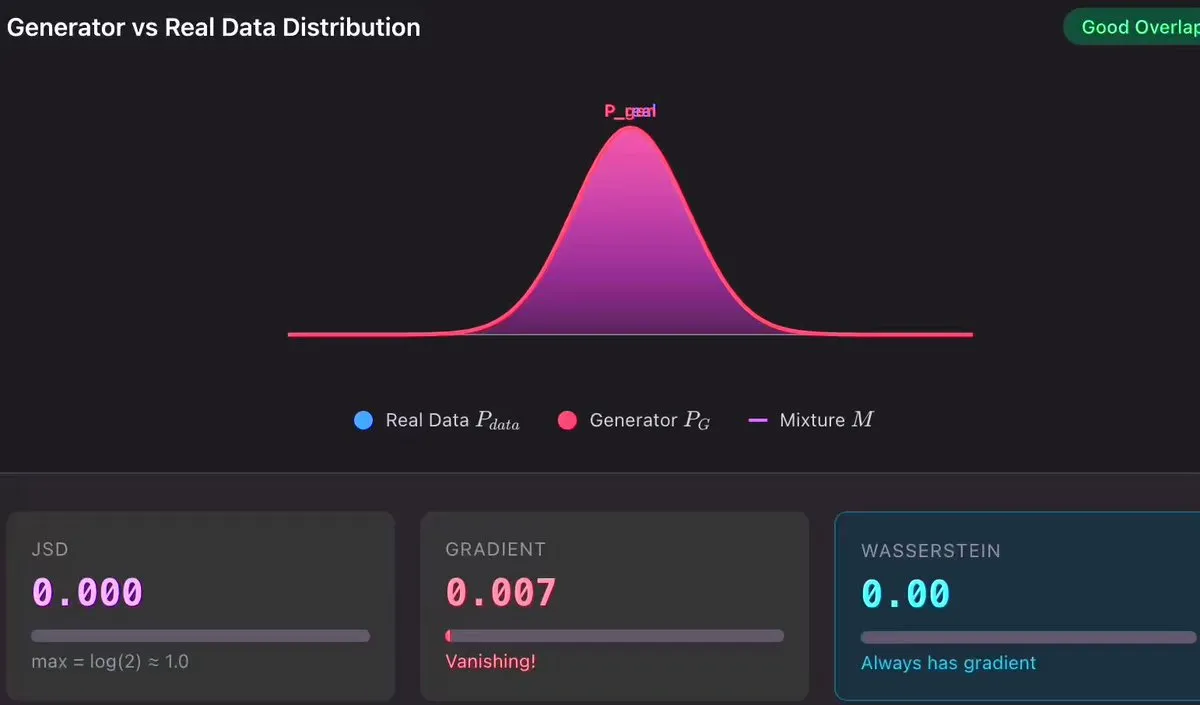 Generator vs Real Data Distribution
Good Overlap
Real Data P_data
Generator P_G
Mixture M
JSD
0.000
max = log(2) ≈ 1.0
GRADIENT
0.007
Vanishing!
WASSERSTEIN
0.00
Always has gradient